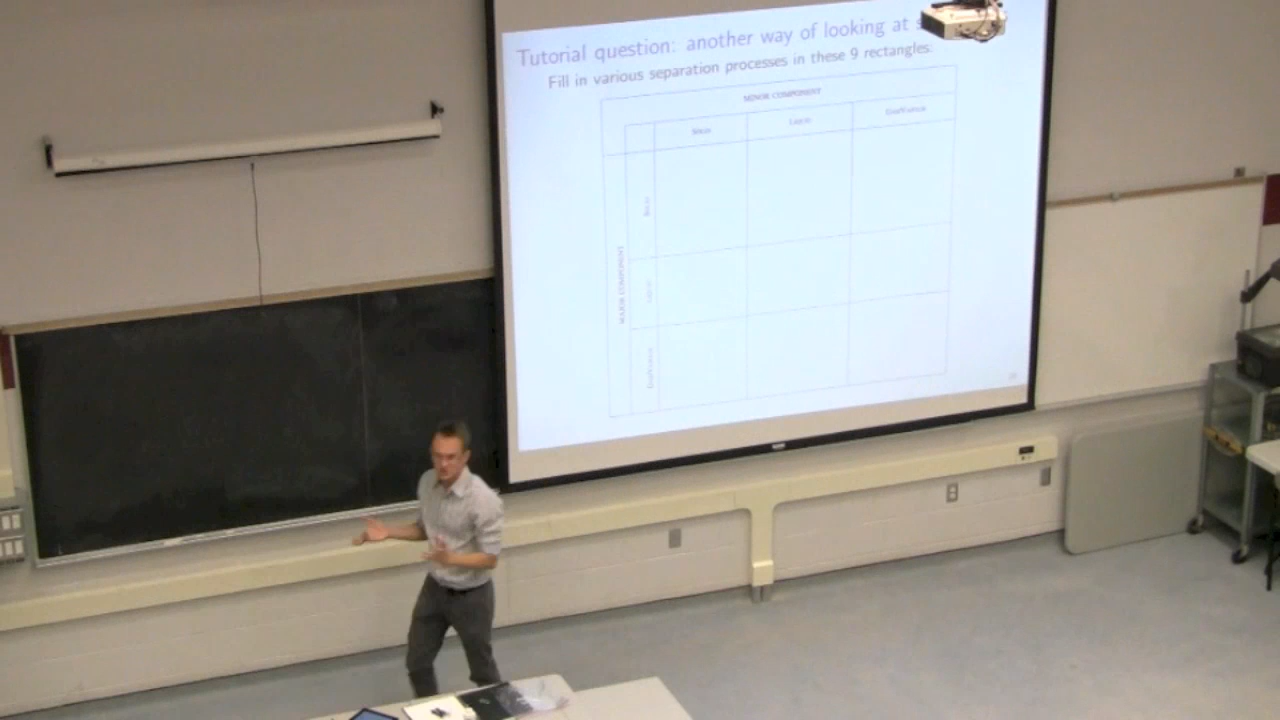 Tutorial question: another way of looking at
Fill in various separation processes in these 9 rectangles:
MINOR COMPONENT
SOLID
LIQUID
GAS/VAPOUR
MAJOR COMPONENT
SOLID
LIQUID
GAS/VAPOUR